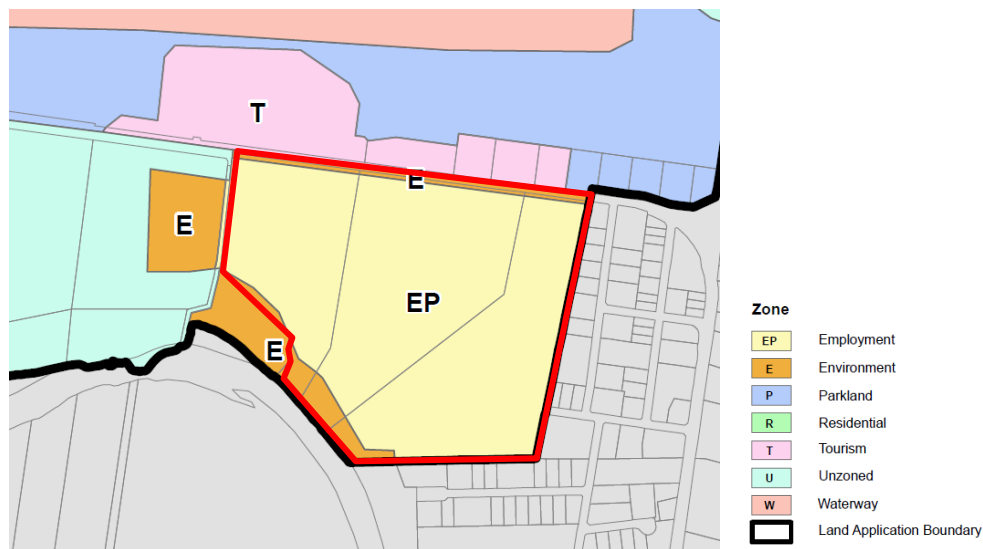 T
E
E
EP
E
Zone
EP Employment
E Environment
P Parkland
R Residential
T Tourism
U Unzoned
W Waterway
Land Application Boundary